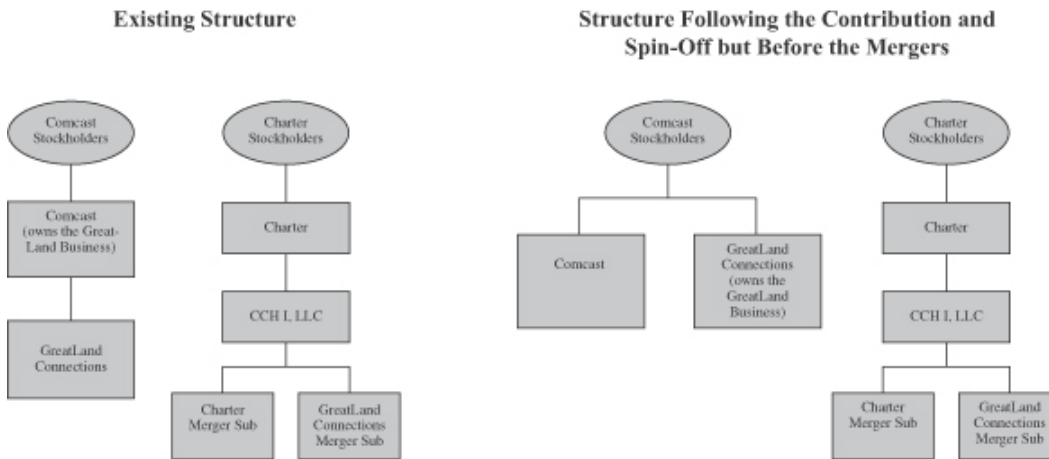 Existing Structure
Structure Following the Contribution and
Spin-Off but Before the Mergers
Comcast
Stockholders
Charter
Stockholders
Comcast
(owns the Great-
Land Business)
Charter
GreatLand
Connections
CCH I, LLC
Charter
Merger Sub
GreatLand
Connections
Merger Sub
Comcast
Stockholders
Charter
Stockholders
Comcast
GreatLand
Connections
(owns the
GreatLand
Business)
Charter
CCH I, LLC
Charter
Merger Sub
GreatLand
Connections
Merger Sub